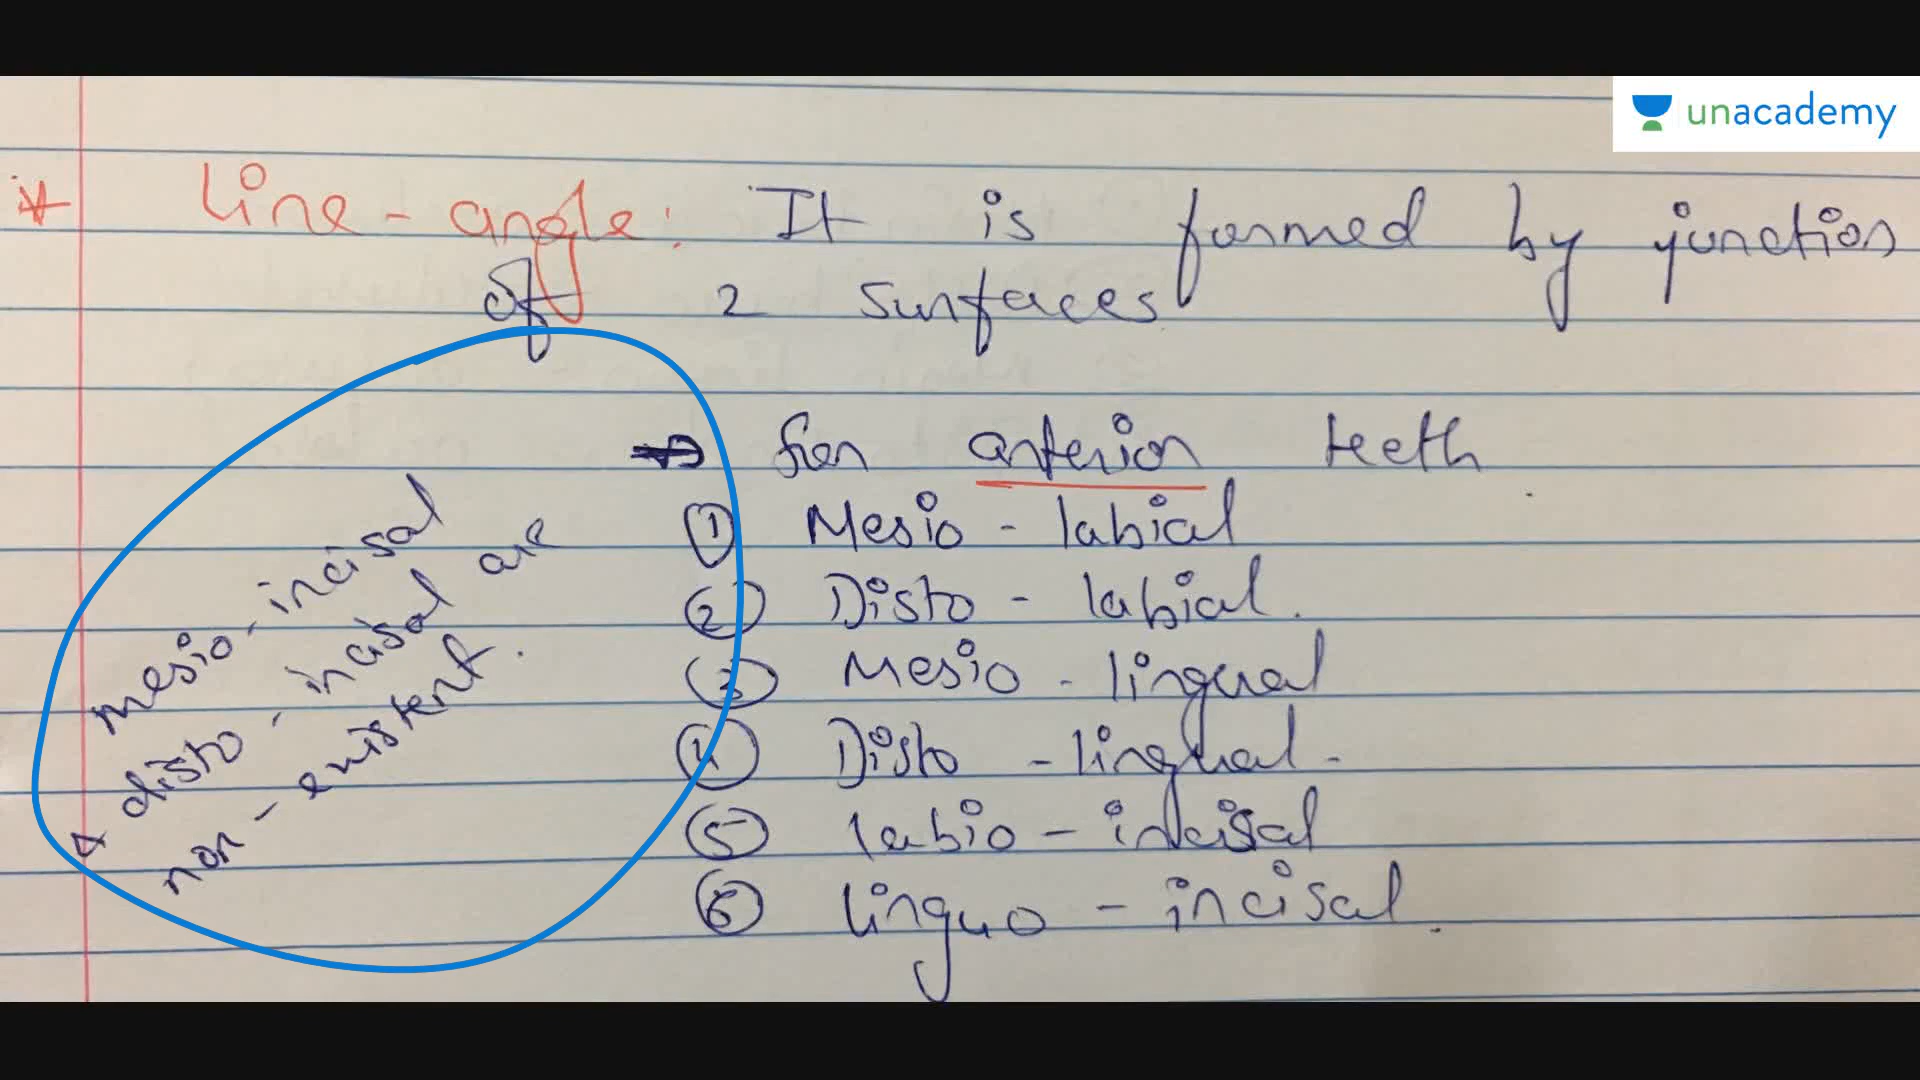 unacademy
* Line-angle: It is formed by junction
of 2 surfaces
→ for anterior teeth
① Mesio - labial
② Disto - labial.
③ Mesio - lingual
④ Disto - lingual -
⑤ labio - incisal
⑥ linguo - incisal.
mesio-incisal
& disto-incisal are
non-existent.